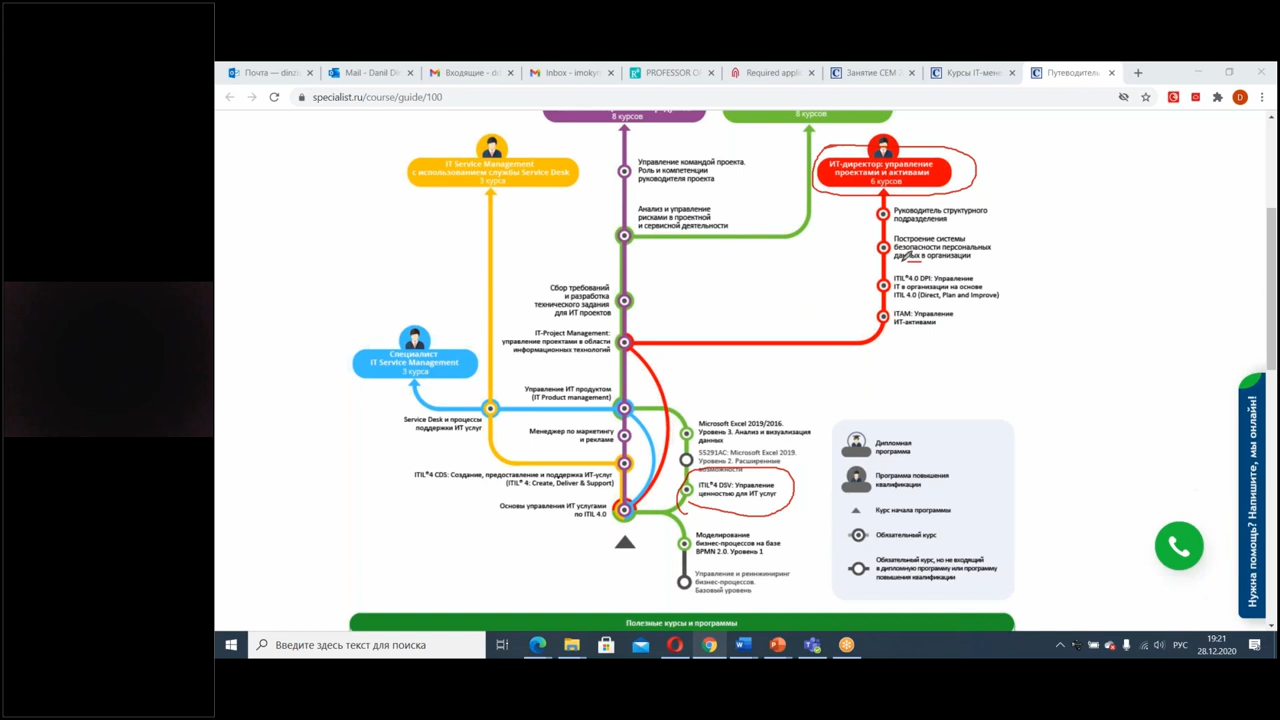 Почта — dinzi
Mail - Danil Di
Входящие - do
Inbox - imokyn
PROFESSOR O
Required applic
Занятие СЕМ 2
Курсы IT-мене
Путеводитель
specialist.ru/course/guide/100
8 курсов
8 курсов
IT Service Management
с использованием службы Service Desk
3 курса
Управление командой проекта.
Роль и компетенции
руководителя проекта
ИТ-директор: управление
проектами и активами
6 курсов
Анализ и управление
рисками в проектной
и сервисной деятельности
Руководитель структурного
подразделения
Построение системы
безопасности персональных
данных в организации
Сбор требований
и разработка
технического задания
для ИТ проектов
ITIL®4.0 DPI: Управление
IT в организации на основе
ITIL 4.0 (Direct, Plan and Improve)
ITAM: Управление
ИТ-активами
IT-Project Management:
управление проектами в области
информационных технологий
Специалист
IT Service Management
3 курса
Управление ИТ продуктом
(IT Product management)
Service Desk и процессы
поддержки ИТ услуг
Менеджер по маркетингу
и рекламе
Microsoft Excel 2019/2016.
Уровень 3. Анализ и визуализация
данных
55291AC: Microsoft Excel 2019.
Уровень 2. Расширенные
возможности
ITIL®4 CDS: Создание, предоставление и поддержка ИТ-услуг
(ITIL® 4: Create, Deliver & Support)
ITIL®4 DSV: Управление
ценностью для ИТ услуг
Основы управления ИТ услугами
по ITIL 4.0
Моделирование
бизнес-процессов на базе
BPMN 2.0. Уровень 1
Управление и реинжиниринг
бизнес-процессов.
Базовый уровень
Дипломная
программа
Программа повышения
квалификации
Курс начала программы
Обязательный курс
Обязательный курс, но не входящий
в дипломную программу или программу
повышения квалификации
Нужна помощь? Напишите, мы онлайн!
Полезные курсы и программы
Введите здесь текст для поиска
РУС
19:21
28.12.2020